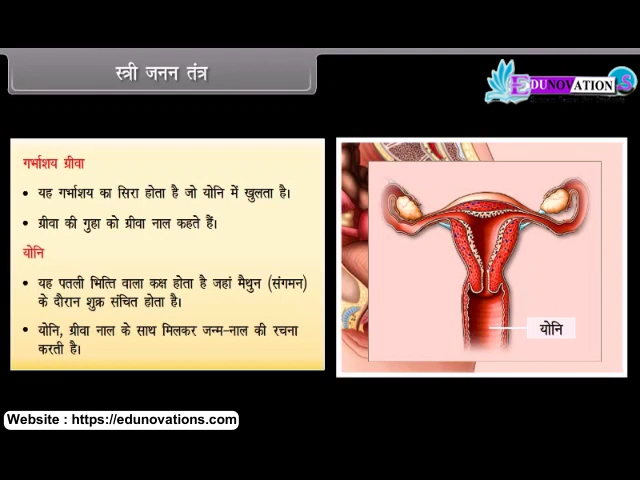 स्त्री जनन तंत्र
EDUNOVATIONS
गर्भाशय ग्रीवा
• यह गर्भाशय का सिरा होता है जो योनि में खुलता है।
• ग्रीवा की गुहा को ग्रीवा नाल कहते हैं।
योनि
• यह पतली भित्ति वाला कक्ष होता है जहां मैथुन (संगमन)
के दौरान शुक्र संचित होता है।
• योनि, ग्रीवा नाल के साथ मिलकर जन्म-नाल की रचना
करती है।
योनि
Website : https://edunovations.com/